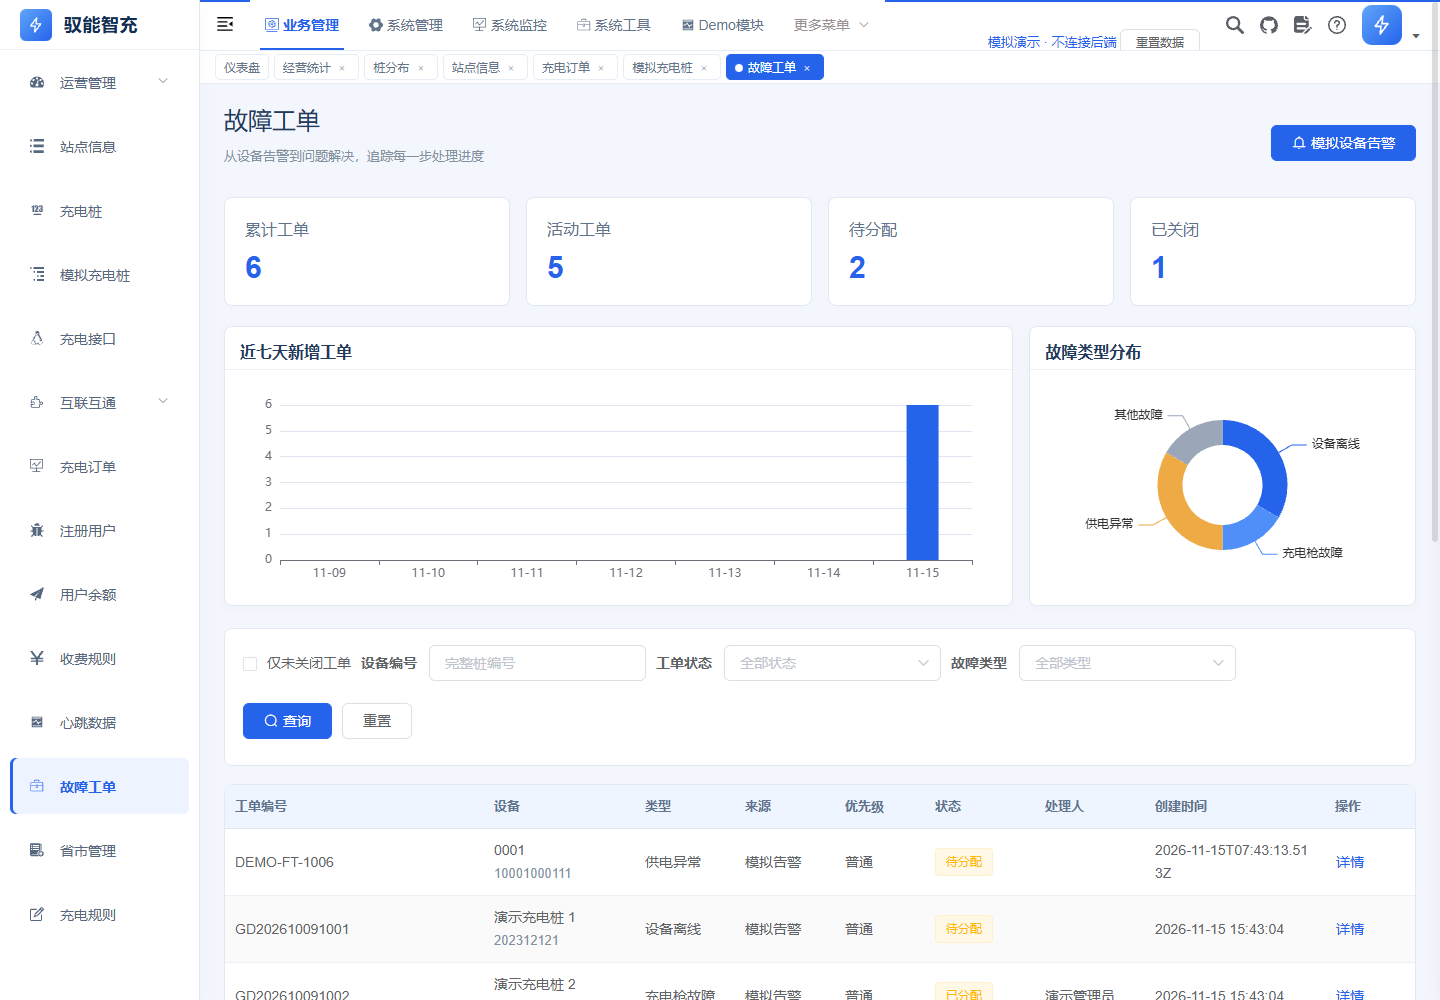 驭能智充
业务管理 系统管理 系统监控 系统工具 Demo模块 更多菜单
模拟演示 · 不连接后端 重置数据
仪表盘 经营统计 × 桩分布 × 站点信息 × 充电订单 × 模拟充电桩 × 故障工单 ×
运营管理
站点信息
充电桩
模拟充电桩
充电接口
互联互通
充电订单
注册用户
用户余额
收费规则
心跳数据
故障工单
省市管理
充电规则
故障工单
从设备告警到问题解决，追踪每一步处理进度
模拟设备告警
累计工单 活动工单 待分配 已关闭
6 5 2 1
近七天新增工单
6
5
4
3
2
1
0
11-09 11-10 11-11 11-12 11-13 11-14 11-15
故障类型分布
其他故障
设备离线
供电异常
充电枪故障
仅未关闭工单 设备编号 完整桩编号 工单状态 全部状态 故障类型 全部类型
查询 重置
工单编号 设备 类型 来源 优先级 状态 处理人 创建时间 操作
DEMO-FT-1006 0001 供电异常 模拟告警 普通 待分配 2026-11-15T07:43:13.51 详情
10001000111 3Z
GD202610091001 演示充电桩 1 设备离线 模拟告警 普通 待分配 2026-11-15 15:43:04 详情
202312121
GD202610091002 演示充电桩 2 充电枪故障 模拟告警 普通 已分配 演示管理员 2026-11-15 15:43:04 详情